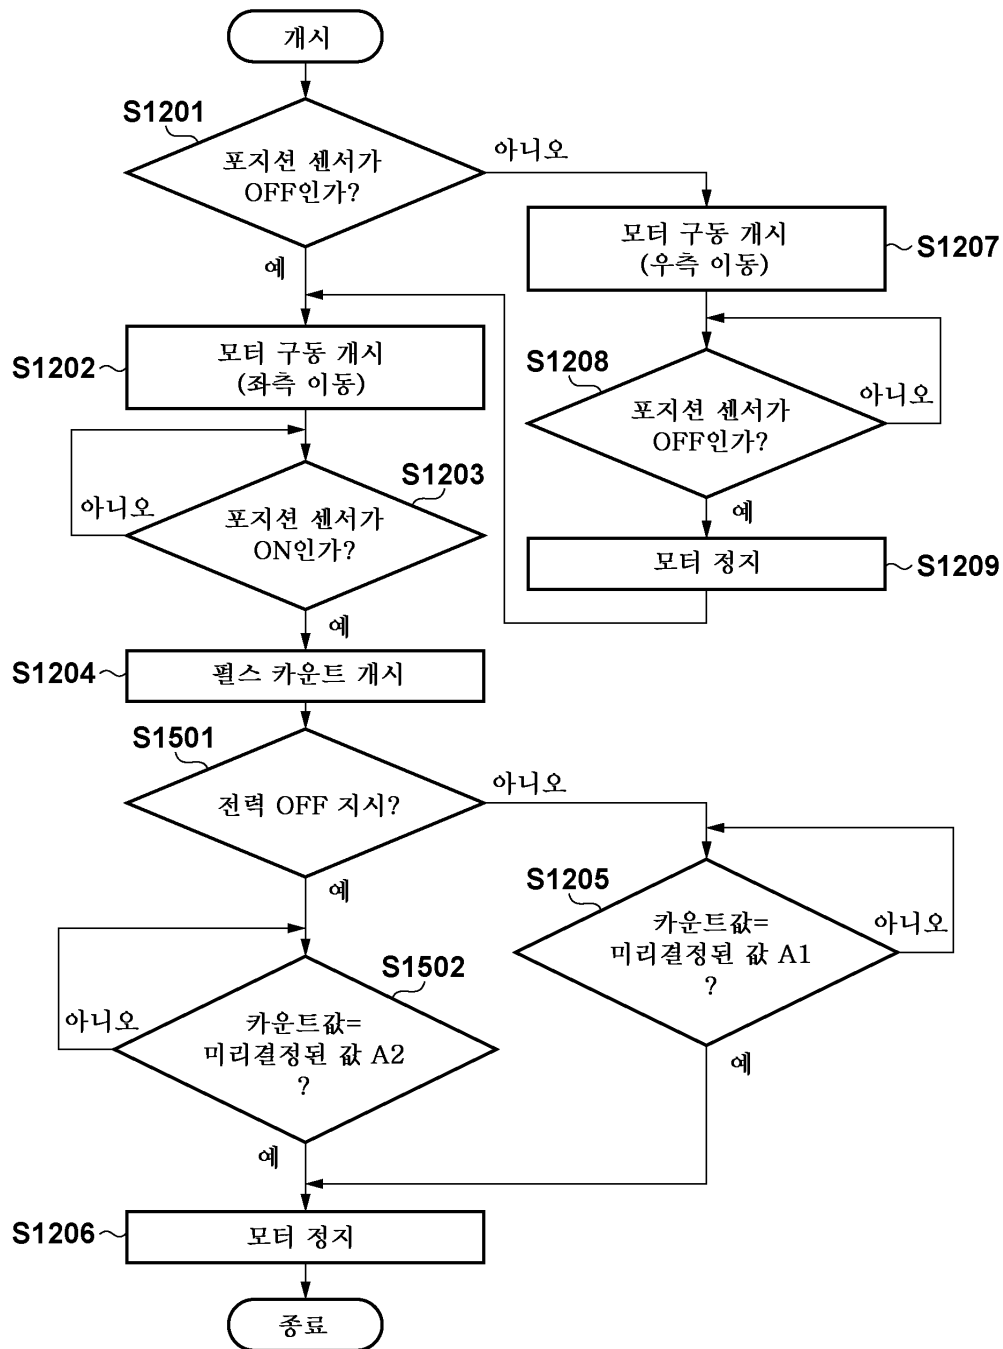 개시
S1201
포지션 센서가
OFF인가?
아니오
예
모터 구동 개시
(우측 이동)
S1207
S1202
모터 구동 개시
(좌측 이동)
S1208
포지션 센서가
OFF인가?
아니오
예
S1203
포지션 센서가
ON인가?
아니오
예
모터 정지
S1209
S1204
펄스 카운트 개시
S1501
전력 OFF 지시?
아니오
예
S1205
카운트값=
미리결정된 값 A1
?
아니오
예
S1502
카운트값=
미리결정된 값 A2
?
아니오
예
S1206
모터 정지
종료